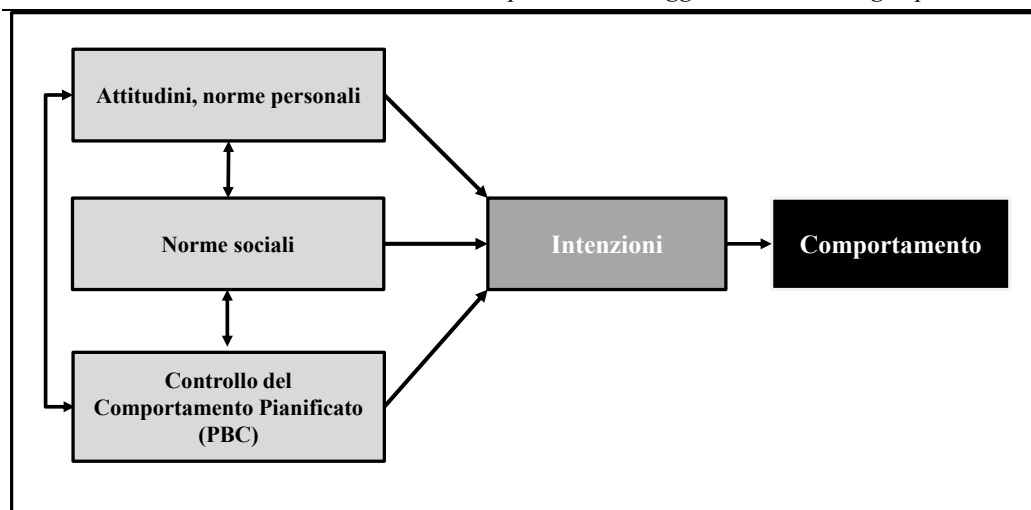 Attitudini, norme personali
Norme sociali
Controllo del
Comportamento Pianificato
(PBC)
Intenzioni
Comportamento